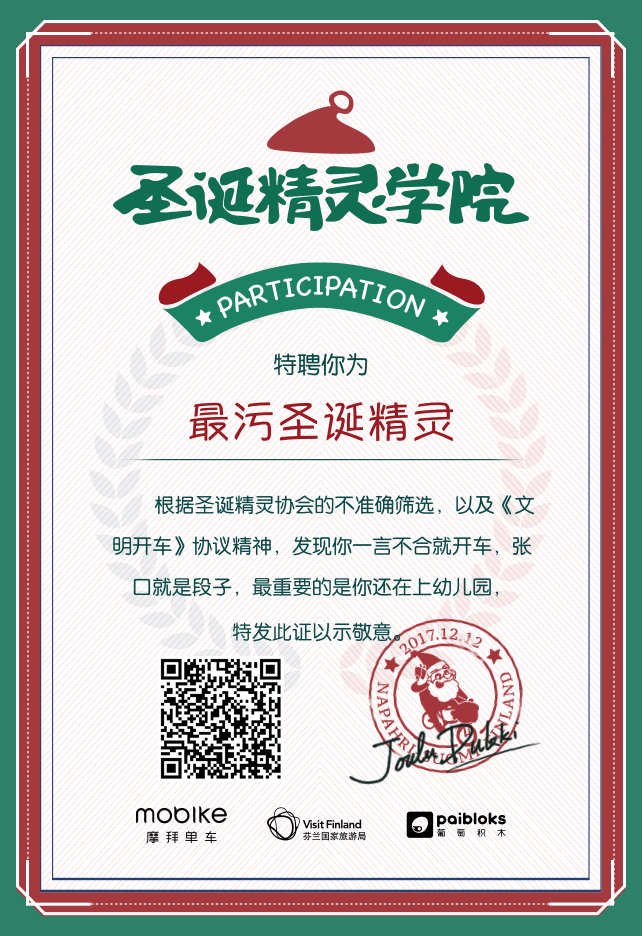 圣诞精灵学院
PARTICIPATION
特聘你为
最污圣诞精灵
根据圣诞精灵协会的不准确筛选，以及《文
明开车》协议精神，发现你一言不合就开车，张
口就是段子，最重要的是你还在上幼儿园，
特发此证以示敬意。
2017.12.12
NAPAHRI SUOMI FINLAND
mobike
摩拜单车
Visit Finland
芬兰国家旅游局
paibloks
葡萄积木